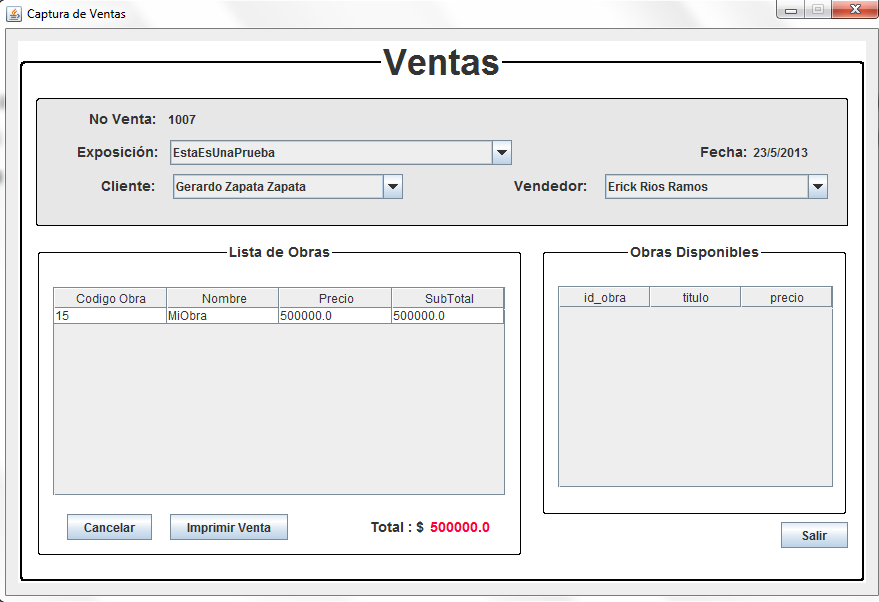 Captura de Ventas
Ventas
No Venta: 1007
Exposición: EstaEsUnaPrueba Fecha: 23/5/2013
Cliente: Gerardo Zapata Zapata Vendedor: Erick Rios Ramos
Lista de Obras
Codigo Obra Nombre Precio SubTotal
15 MiObra 500000.0 500000.0
Cancelar Imprimir Venta Total : $ 500000.0
Obras Disponibles
id_obra titulo precio
Salir